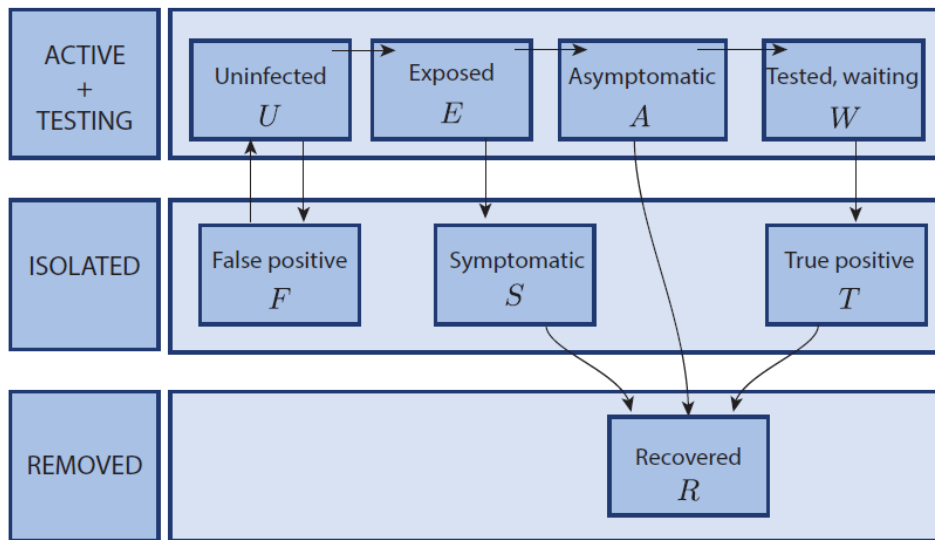 ACTIVE
+
TESTING
Uninfected
U
Exposed
E
Asymptomatic
A
Tested, waiting
W
ISOLATED
False positive
F
Symptomatic
S
True positive
T
REMOVED
Recovered
R